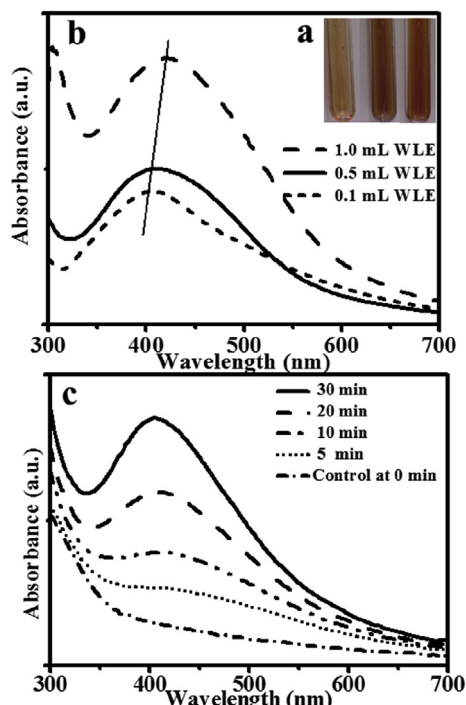 b
a
Absorbance (a.u.)
1.0 mL WLE
0.5 mL WLE
0.1 mL WLE
300 400 500 600 700
Wavelength (nm)
c
Absorbance (a.u.)
30 min
20 min
10 min
5 min
Control at 0 min
300 400 500 600 700
Wavelength (nm)